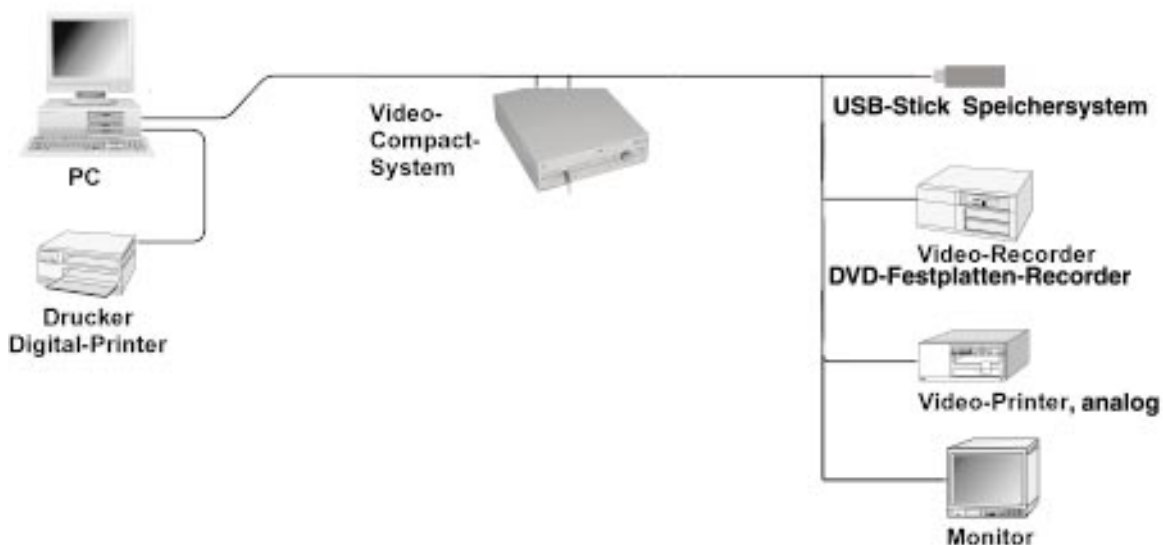 PC
Drucker
Digital-Printer
Video-
Compact-
System
USB-Stick Speichersystem
Video-Recorder
DVD-Festplatten-Recorder
Video-Printer, analog
Monitor